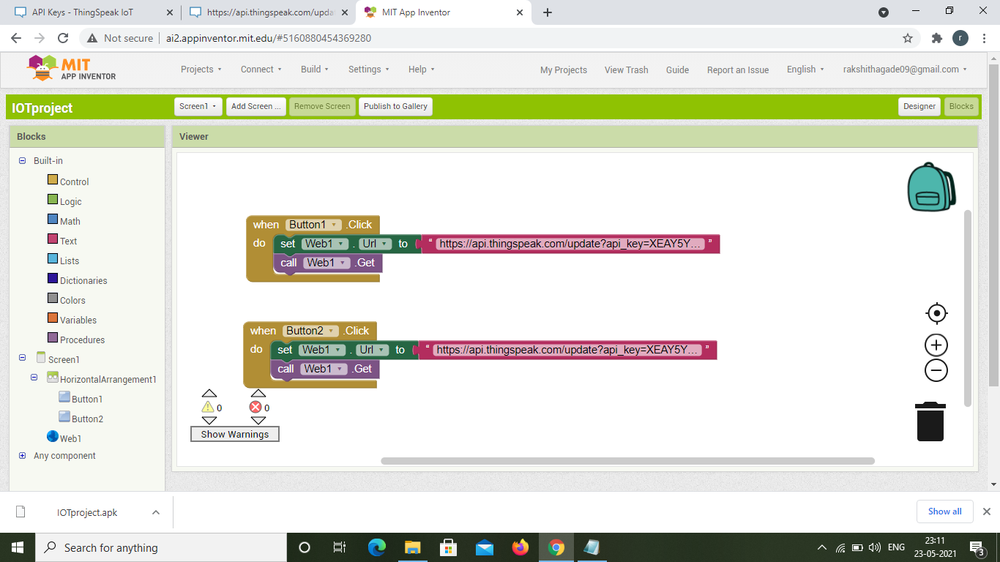 API Keys - ThingSpeak IoT
https://api.thingspeak.com/upda
MIT App Inventor
Not secure
ai2.appinventor.mit.edu/#5160880454369280
r
MIT
APP INVENTOR
Projects
Connect
Build
Settings
Help
My Projects
View Trash
Guide
Report an Issue
English
rakshithagade09@gmail.com
IOTproject
Screen1
Add Screen ...
Remove Screen
Publish to Gallery
Designer
Blocks
Blocks
Viewer
Built-in
Control
Logic
Math
Text
Lists
Dictionaries
Colors
Variables
Procedures
Screen1
HorizontalArrangement1
Button1
Button2
Web1
Any component
when Button1 .Click
do set Web1 . Url to “ https://api.thingspeak.com/update?api_key=XEAY5Y... ”
call Web1 .Get
when Button2 .Click
do set Web1 . Url to “ https://api.thingspeak.com/update?api_key=XEAY5Y... ”
call Web1 .Get
0
0
Show Warnings
IOTproject.apk
Show all
Search for anything
ENG
23:11
23-05-2021
3